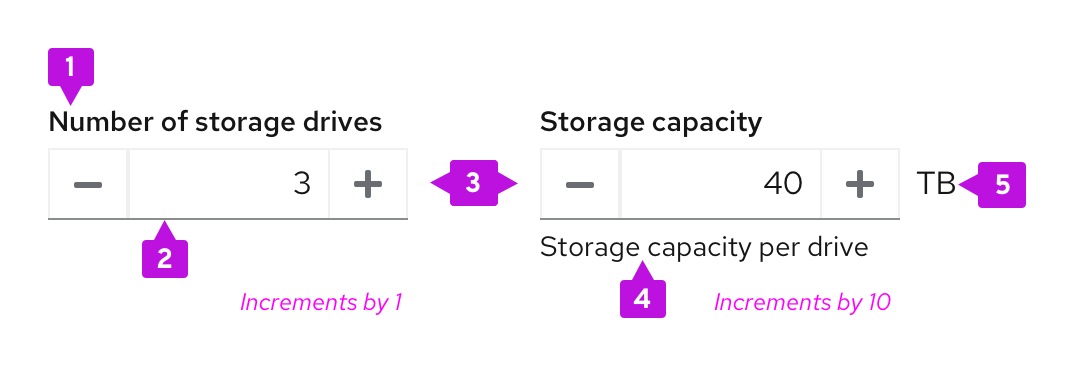 1
Number of storage drives
Storage capacity
− 3 +
3
− 40 +
TB
5
2
Storage capacity per drive
4
Increments by 1
Increments by 10